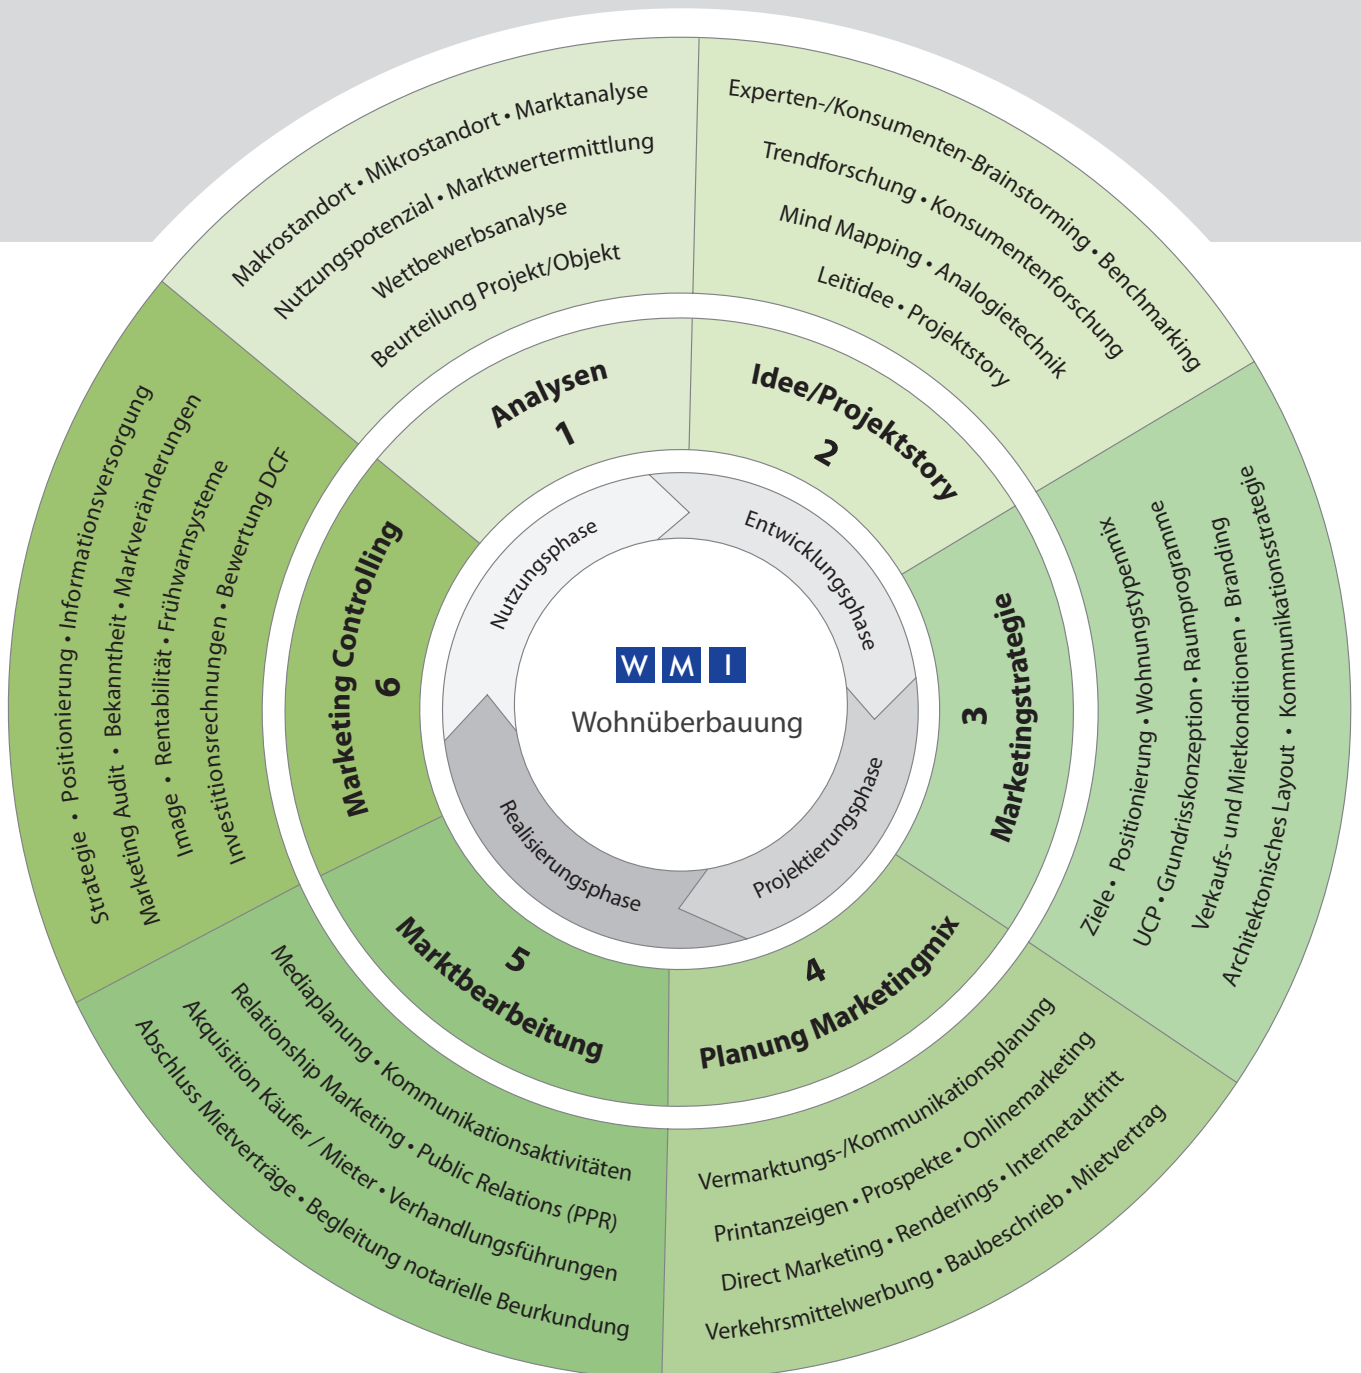 Makrostandort • Mikrostandort • Marktanalyse
Nutzungspotenzial • Marktwertermittlung
Wettbewerbsanalyse
Beurteilung Projekt/Objekt
Analysen
1
Experten-/Konsumenten-Brainstorming • Benchmarking
Trendforschung • Konsumentenforschung
Mind Mapping • Analogietechnik
Leitidee • Projektstory
Idee/Projektstory
2
Ziele • Positionierung • Wohnungstypenmix
UCP • Grundrisskonzeption • Raumprogramme
Verkaufs- und Mietkonditionen • Branding
Architektonisches Layout • Kommunikationsstrategie
Marketingstrategie
3
4
Planung Marketingmix
Vermarktungs-/Kommunikationsplanung
Printanzeigen • Prospekte • Onlinemarketing
Direct Marketing • Renderings • Internetauftritt
Verkehrsmittelwerbung • Baubeschrieb • Mietvertrag
5
Marktbearbeitung
Mediaplanung • Kommunikationsaktivitäten
Relationship Marketing • Public Relations (PPR)
Akquisition Käufer / Mieter • Verhandlungsführungen
Abschluss Mietverträge • Begleitung notarielle Beurkundung
Strategie • Positionierung • Informationsversorgung
Marketing Audit • Bekanntheit • Markveränderungen
Image • Rentabilität • Frühwarnsysteme
Investitionsrechnungen • Bewertung DCF
Marketing Controlling
6
Nutzungsphase
Entwicklungsphase
Projektierungsphase
Realisierungsphase
WMI
Wohnüberbauung